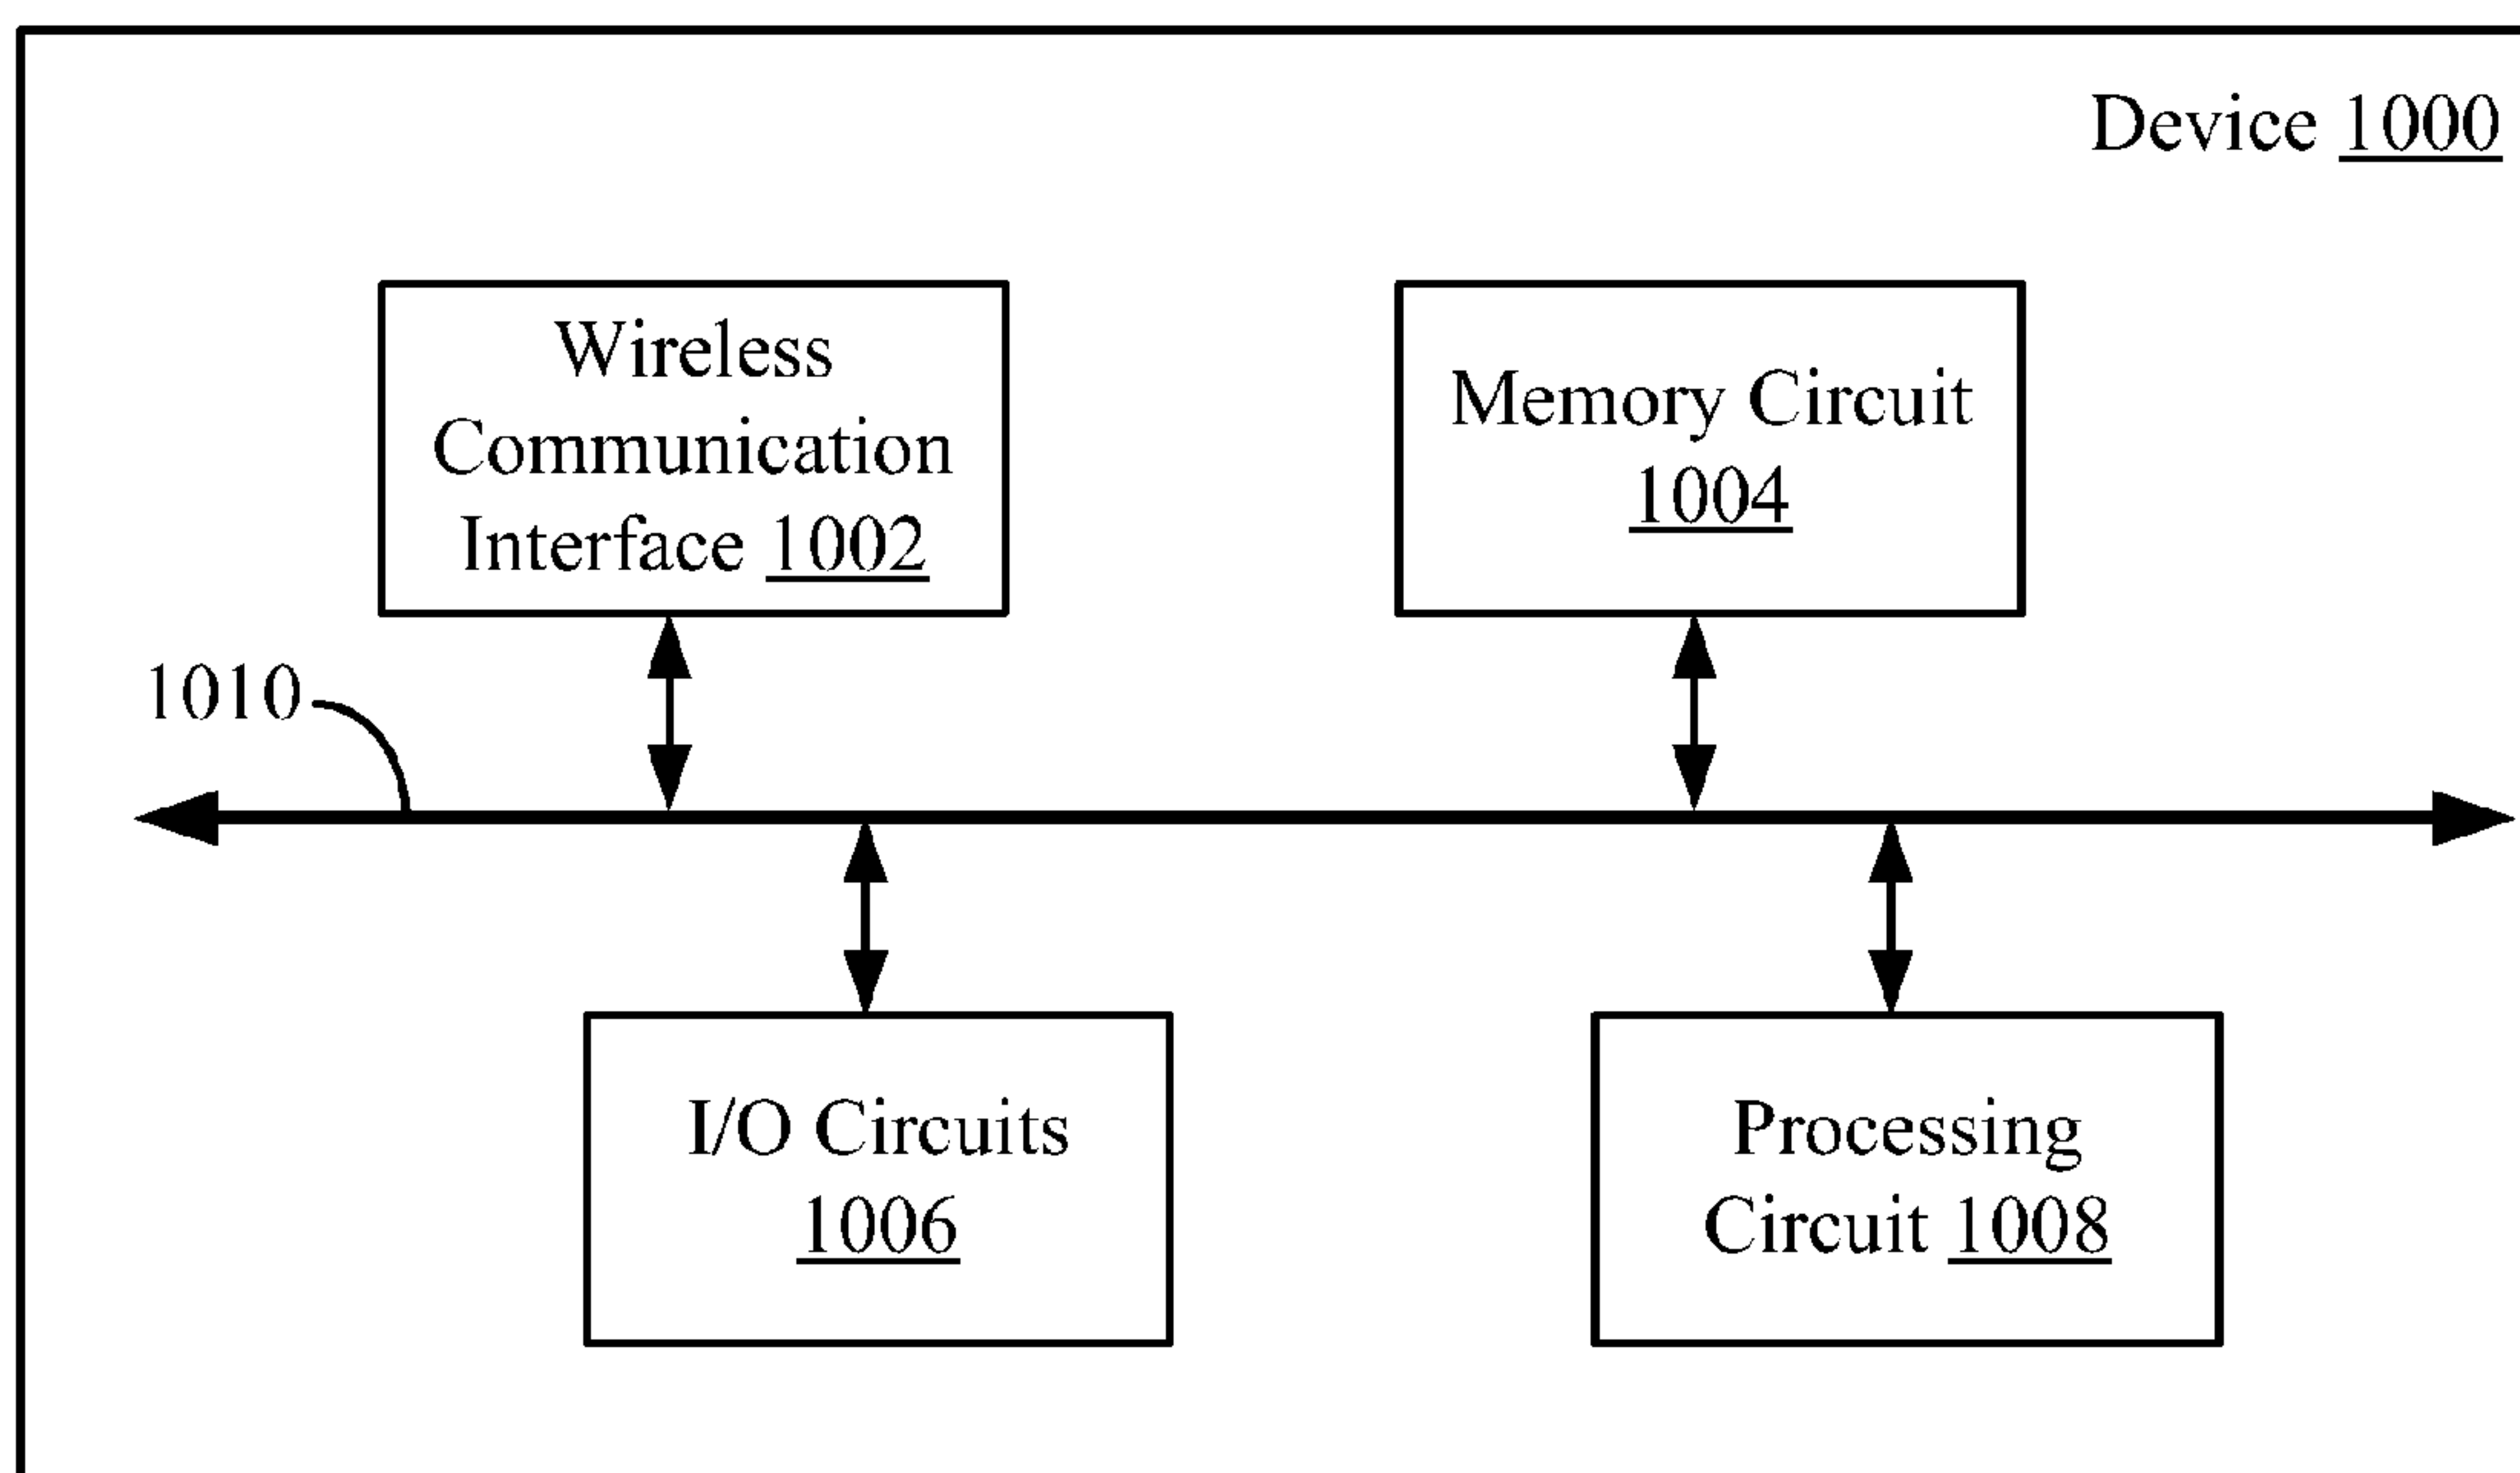 Device 1000
Wireless
Communication
Interface 1002
Memory Circuit
1004
1010
I/O Circuits
1006
Processing
Circuit 1008